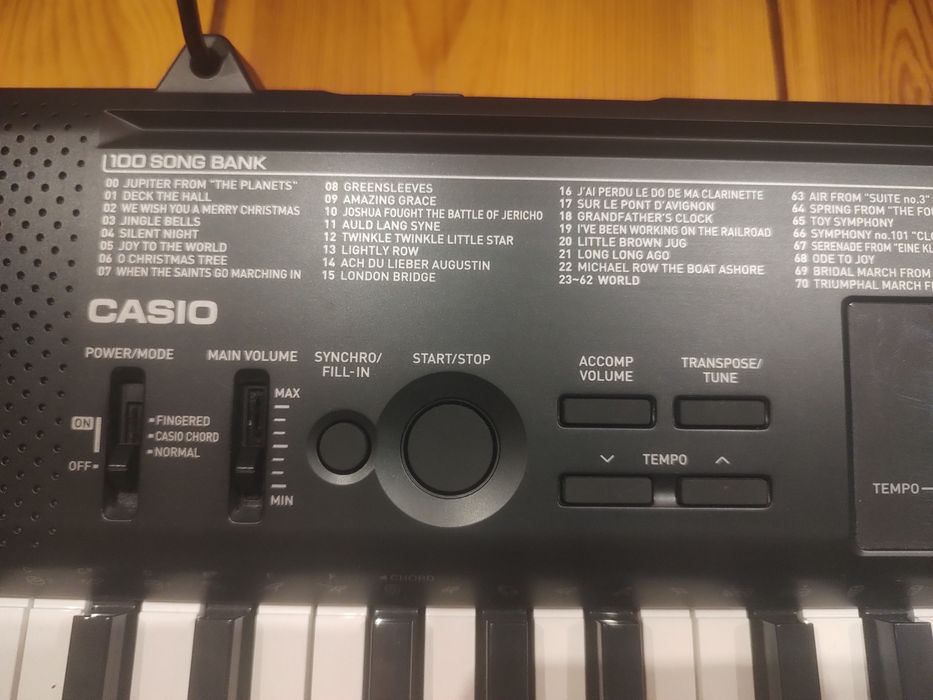 100 SONG BANK
00 JUPITER FROM "THE PLANETS"
01 DECK THE HALL
02 WE WISH YOU A MERRY CHRISTMAS
03 JINGLE BELLS
04 SILENT NIGHT
05 JOY TO THE WORLD
06 O CHRISTMAS TREE
07 WHEN THE SAINTS GO MARCHING IN
08 GREENSLEEVES
09 AMAZING GRACE
10 JOSHUA FOUGHT THE BATTLE OF JERICHO
11 AULD LANG SYNE
12 TWINKLE TWINKLE LITTLE STAR
13 LIGHTLY ROW
14 ACH DU LIEBER AUGUSTIN
15 LONDON BRIDGE
16 J'AI PERDU LE DO DE MA CLARINETTE
17 SUR LE PONT D'AVIGNON
18 GRANDFATHER'S CLOCK
19 I'VE BEEN WORKING ON THE RAILROAD
20 LITTLE BROWN JUG
21 LONG LONG AGO
22 MICHAEL ROW THE BOAT ASHORE
23~62 WORLD
63 AIR FROM "SUITE no.3"
64 SPRING FROM "THE FOU
65 TOY SYMPHONY
66 SYMPHONY no.101 "CLO
67 SERENADE FROM "EINE KL
68 ODE TO JOY
69 BRIDAL MARCH FROM
70 TRIUMPHAL MARCH F
CASIO
POWER/MODE
ON
OFF
FINGERED
CASIO CHORD
NORMAL
MAIN VOLUME
MAX
MIN
SYNCHRO/
FILL-IN
START/STOP
ACCOMP
VOLUME
TRANSPOSE/
TUNE
TEMPO
TEMPO
CHORD